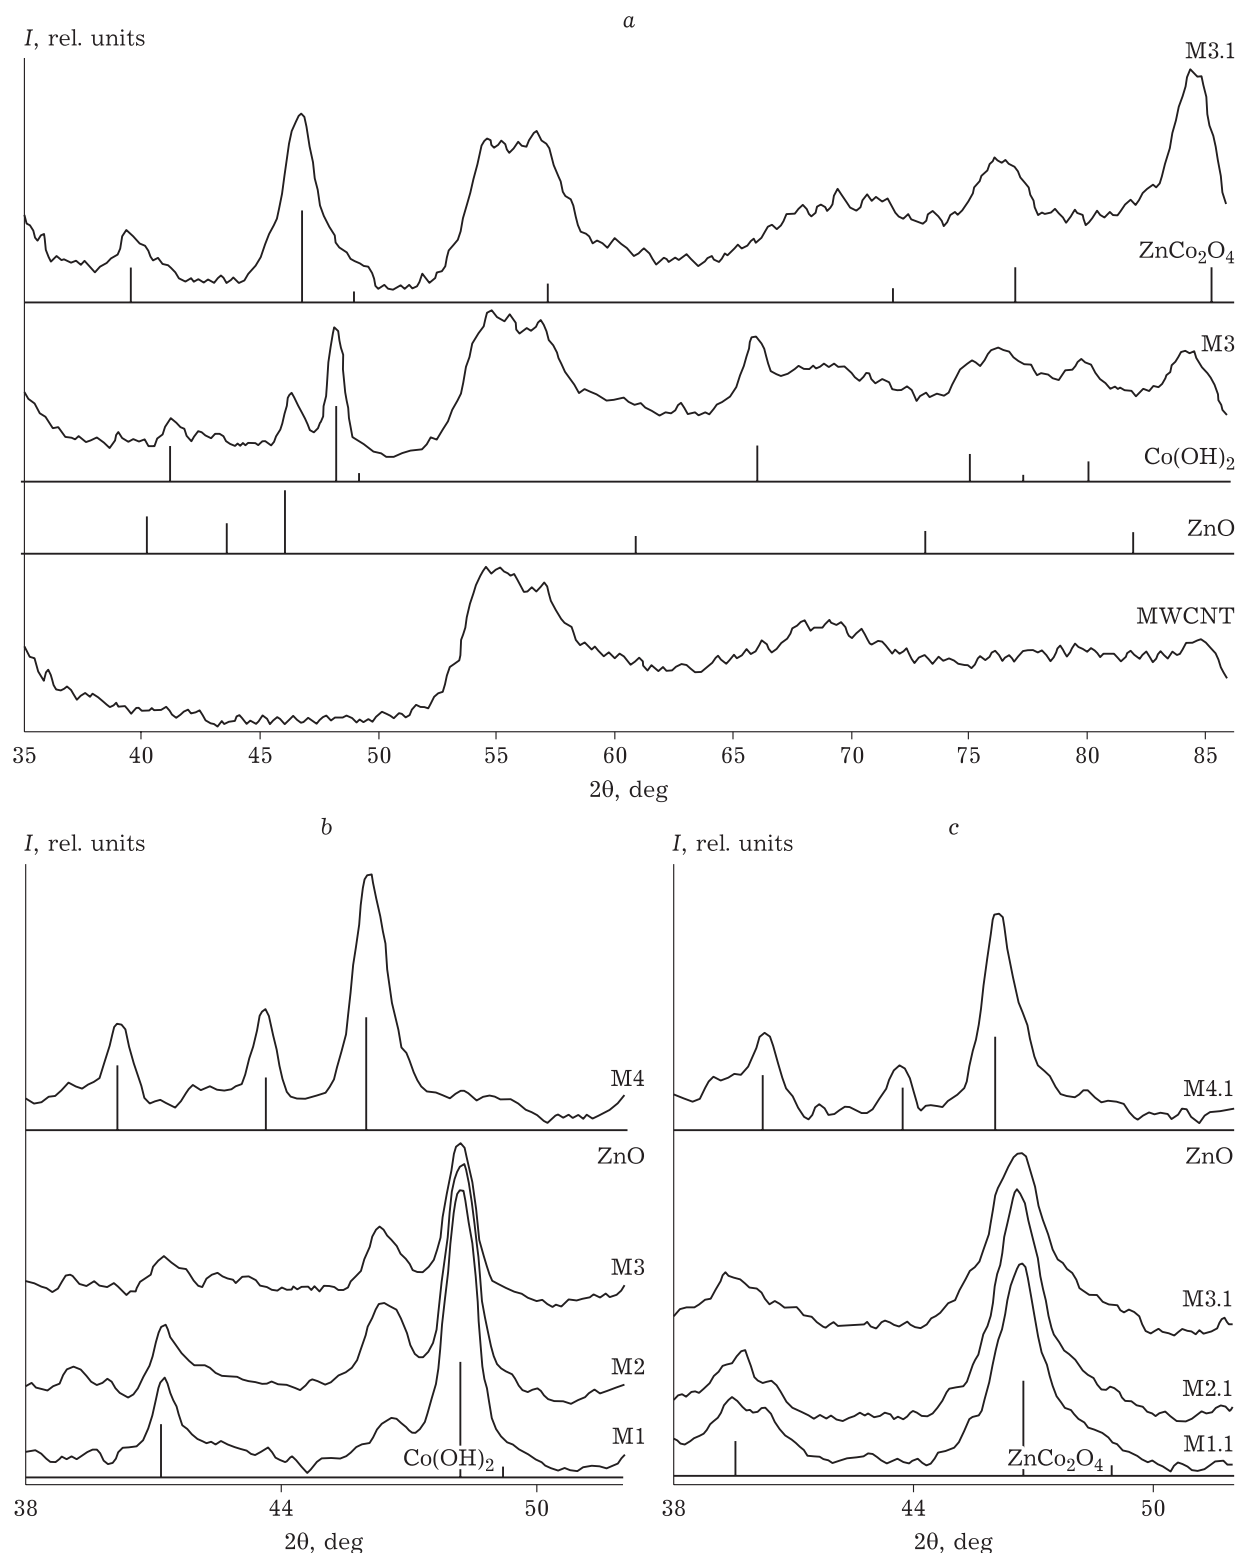 a
I, rel. units
M3.1
ZnCo₂O₄
M3
Co(OH)₂
ZnO
MWCNT
35 40 45 50 55 60 65 70 75 80 85
2θ, deg
b
I, rel. units
M4
ZnO
M3
M2
M1
Co(OH)₂
38 44 50
2θ, deg
c
I, rel. units
M4.1
ZnO
M3.1
M2.1
M1.1
ZnCo₂O₄
38 44 50
2θ, deg